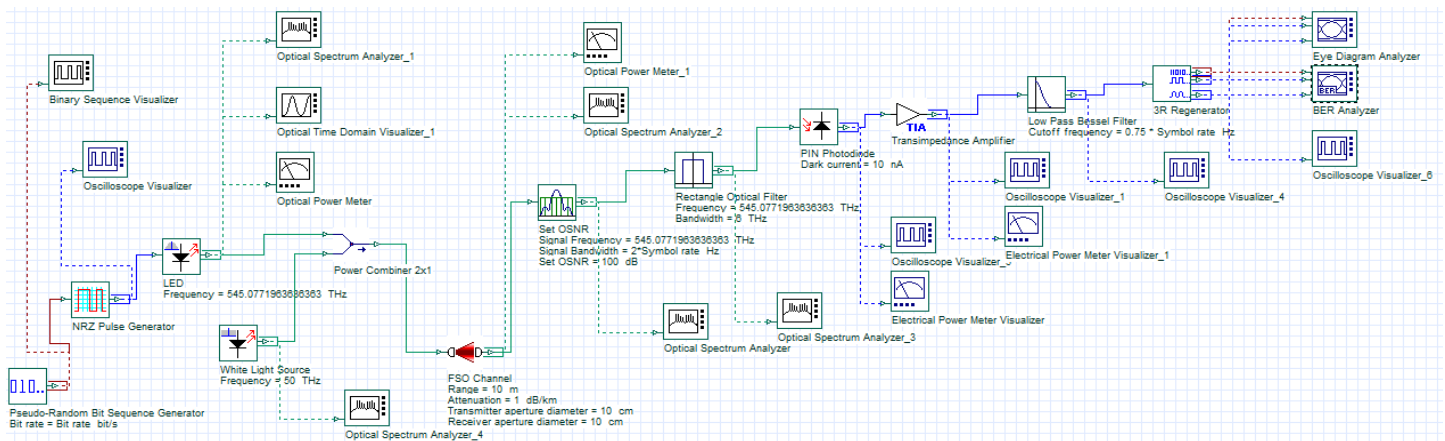 Optical Spectrum Analyzer_1
Optical Power Meter_1
Eye Diagram Analyzer
Binary Sequence Visualizer
Optical Time Domain Visualizer_1
Optical Spectrum Analyzer_2
BER
BER Analyzer
3R Regenerator
Low Pass Bessel Filter
Cutoff frequency = 0.75 * Symbol rate Hz
TIA
Transimpedance Amplifier
PIN Photodiode
Dark current = 10 nA
Oscilloscope Visualizer
Optical Power Meter
Oscilloscope Visualizer_6
Oscilloscope Visualizer_1
Oscilloscope Visualizer_4
Rectangle Optical Filter
Frequency = 545.0771963636363 THz
Bandwidth = THz
Set OSNR
Signal Frequency = 545.0771963636363 THz
Signal Bandwidth = 2*Symbol rate Hz
Set OSNR = 100 dB
Electrical Power Meter Visualizer_1
Oscilloscope
Power Combiner 2x1
LED
Frequency = 545.0771963636363 THz
NRZ Pulse Generator
Electrical Power Meter Visualizer
Optical Spectrum Analyzer
Optical Spectrum Analyzer_3
White Light Source
Frequency = 50 THz
FSO Channel
Range = 10 m
Attenuation = 1 dB/km
Transmitter aperture diameter = 10 cm
Receiver aperture diameter = 10 cm
010..
Pseudo-Random Bit Sequence Generator
Bit rate = Bit rate bit/s
Optical Spectrum Analyzer_4